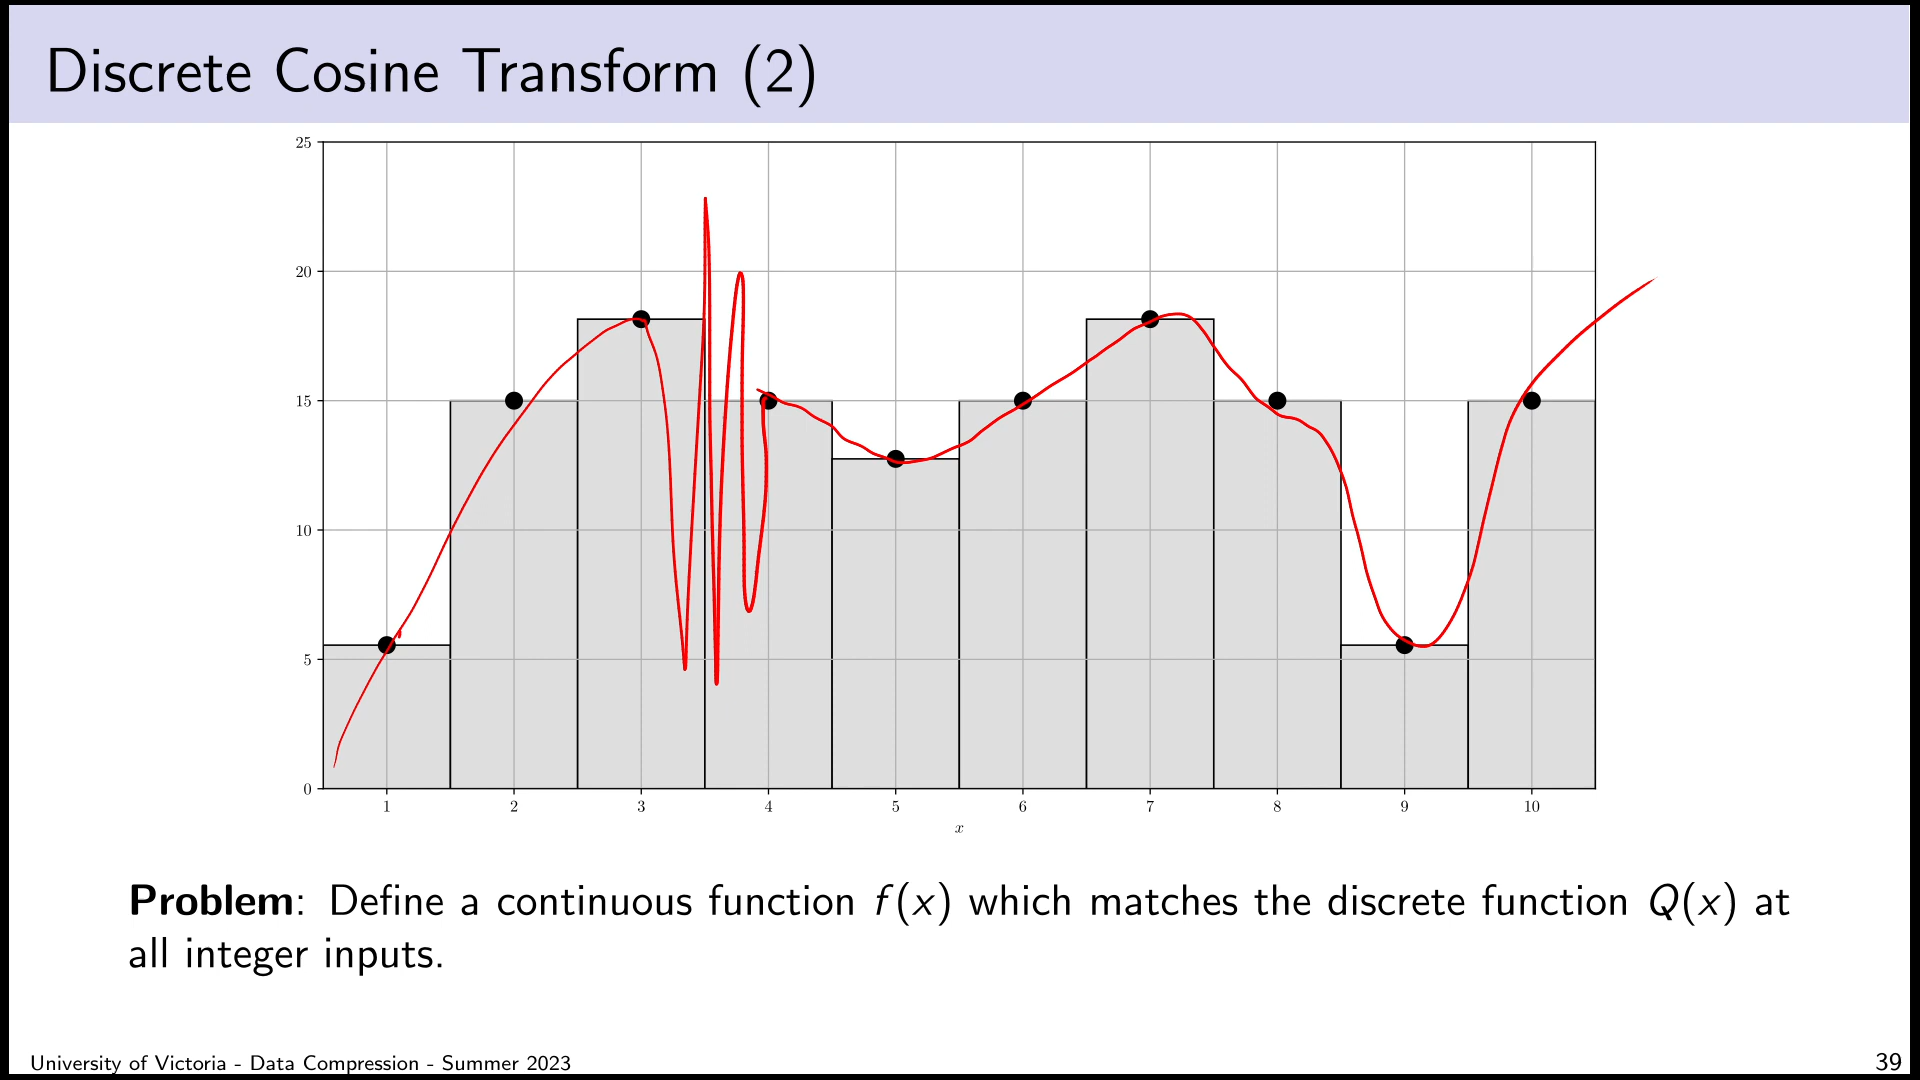 Discrete Cosine Transform (2)
25
20
15
10
5
0
1 2 3 4 5 6 7 8 9 10
x
Problem: Define a continuous function f(x) which matches the discrete function Q(x) at
all integer inputs.
University of Victoria - Data Compression - Summer 2023
39